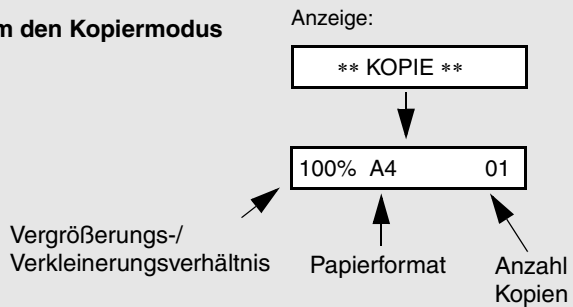 den Kopiermodus
Anzeige:
** KOPIE **
100% A4 01
Vergrößerungs-/
Verkleinerungsverhältnis
Papierformat
Anzahl
Kopien